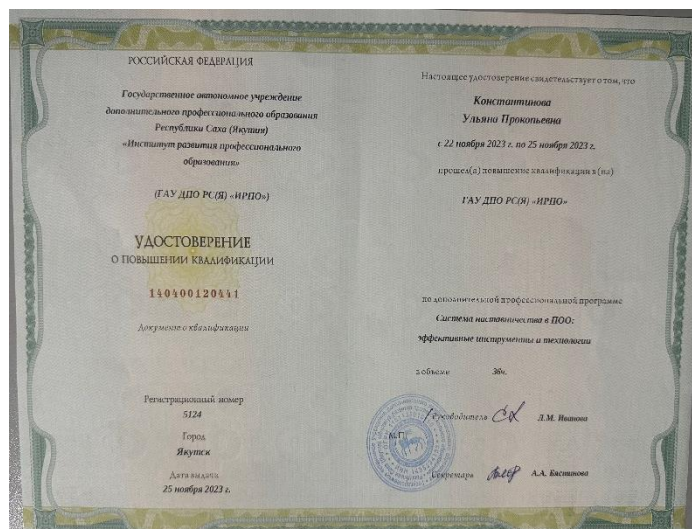 РОССИЙСКАЯ ФЕДЕРАЦИЯ
Государственное автономное учреждение
дополнительного профессионального образования
Республики Саха (Якутия)
«Институт развития профессионального
образования»
(ГАУ ДПО РС(Я) «ИРПО»)
УДОСТОВЕРЕНИЕ
О ПОВЫШЕНИИ КВАЛИФИКАЦИИ
140400120441
Документ о квалификации
Регистрационный номер
5124
Город
Якутск
Дата выдачи
25 ноября 2023 г.
Настоящее удостоверение свидетельствует о том, что
Константинова
Ульяна Прокопьевна
с 22 ноября 2023 г. по 25 ноября 2023 г.
прошел(а) повышение квалификации в (на)
ГАУ ДПО РС(Я) «ИРПО»
по дополнительной профессиональной программе
Система наставничества в ПОО:
эффективные инструменты и технологии
в объеме 36ч.
М.П.
Руководитель Л.М. Иванова
Секретарь А.А. Бястинова